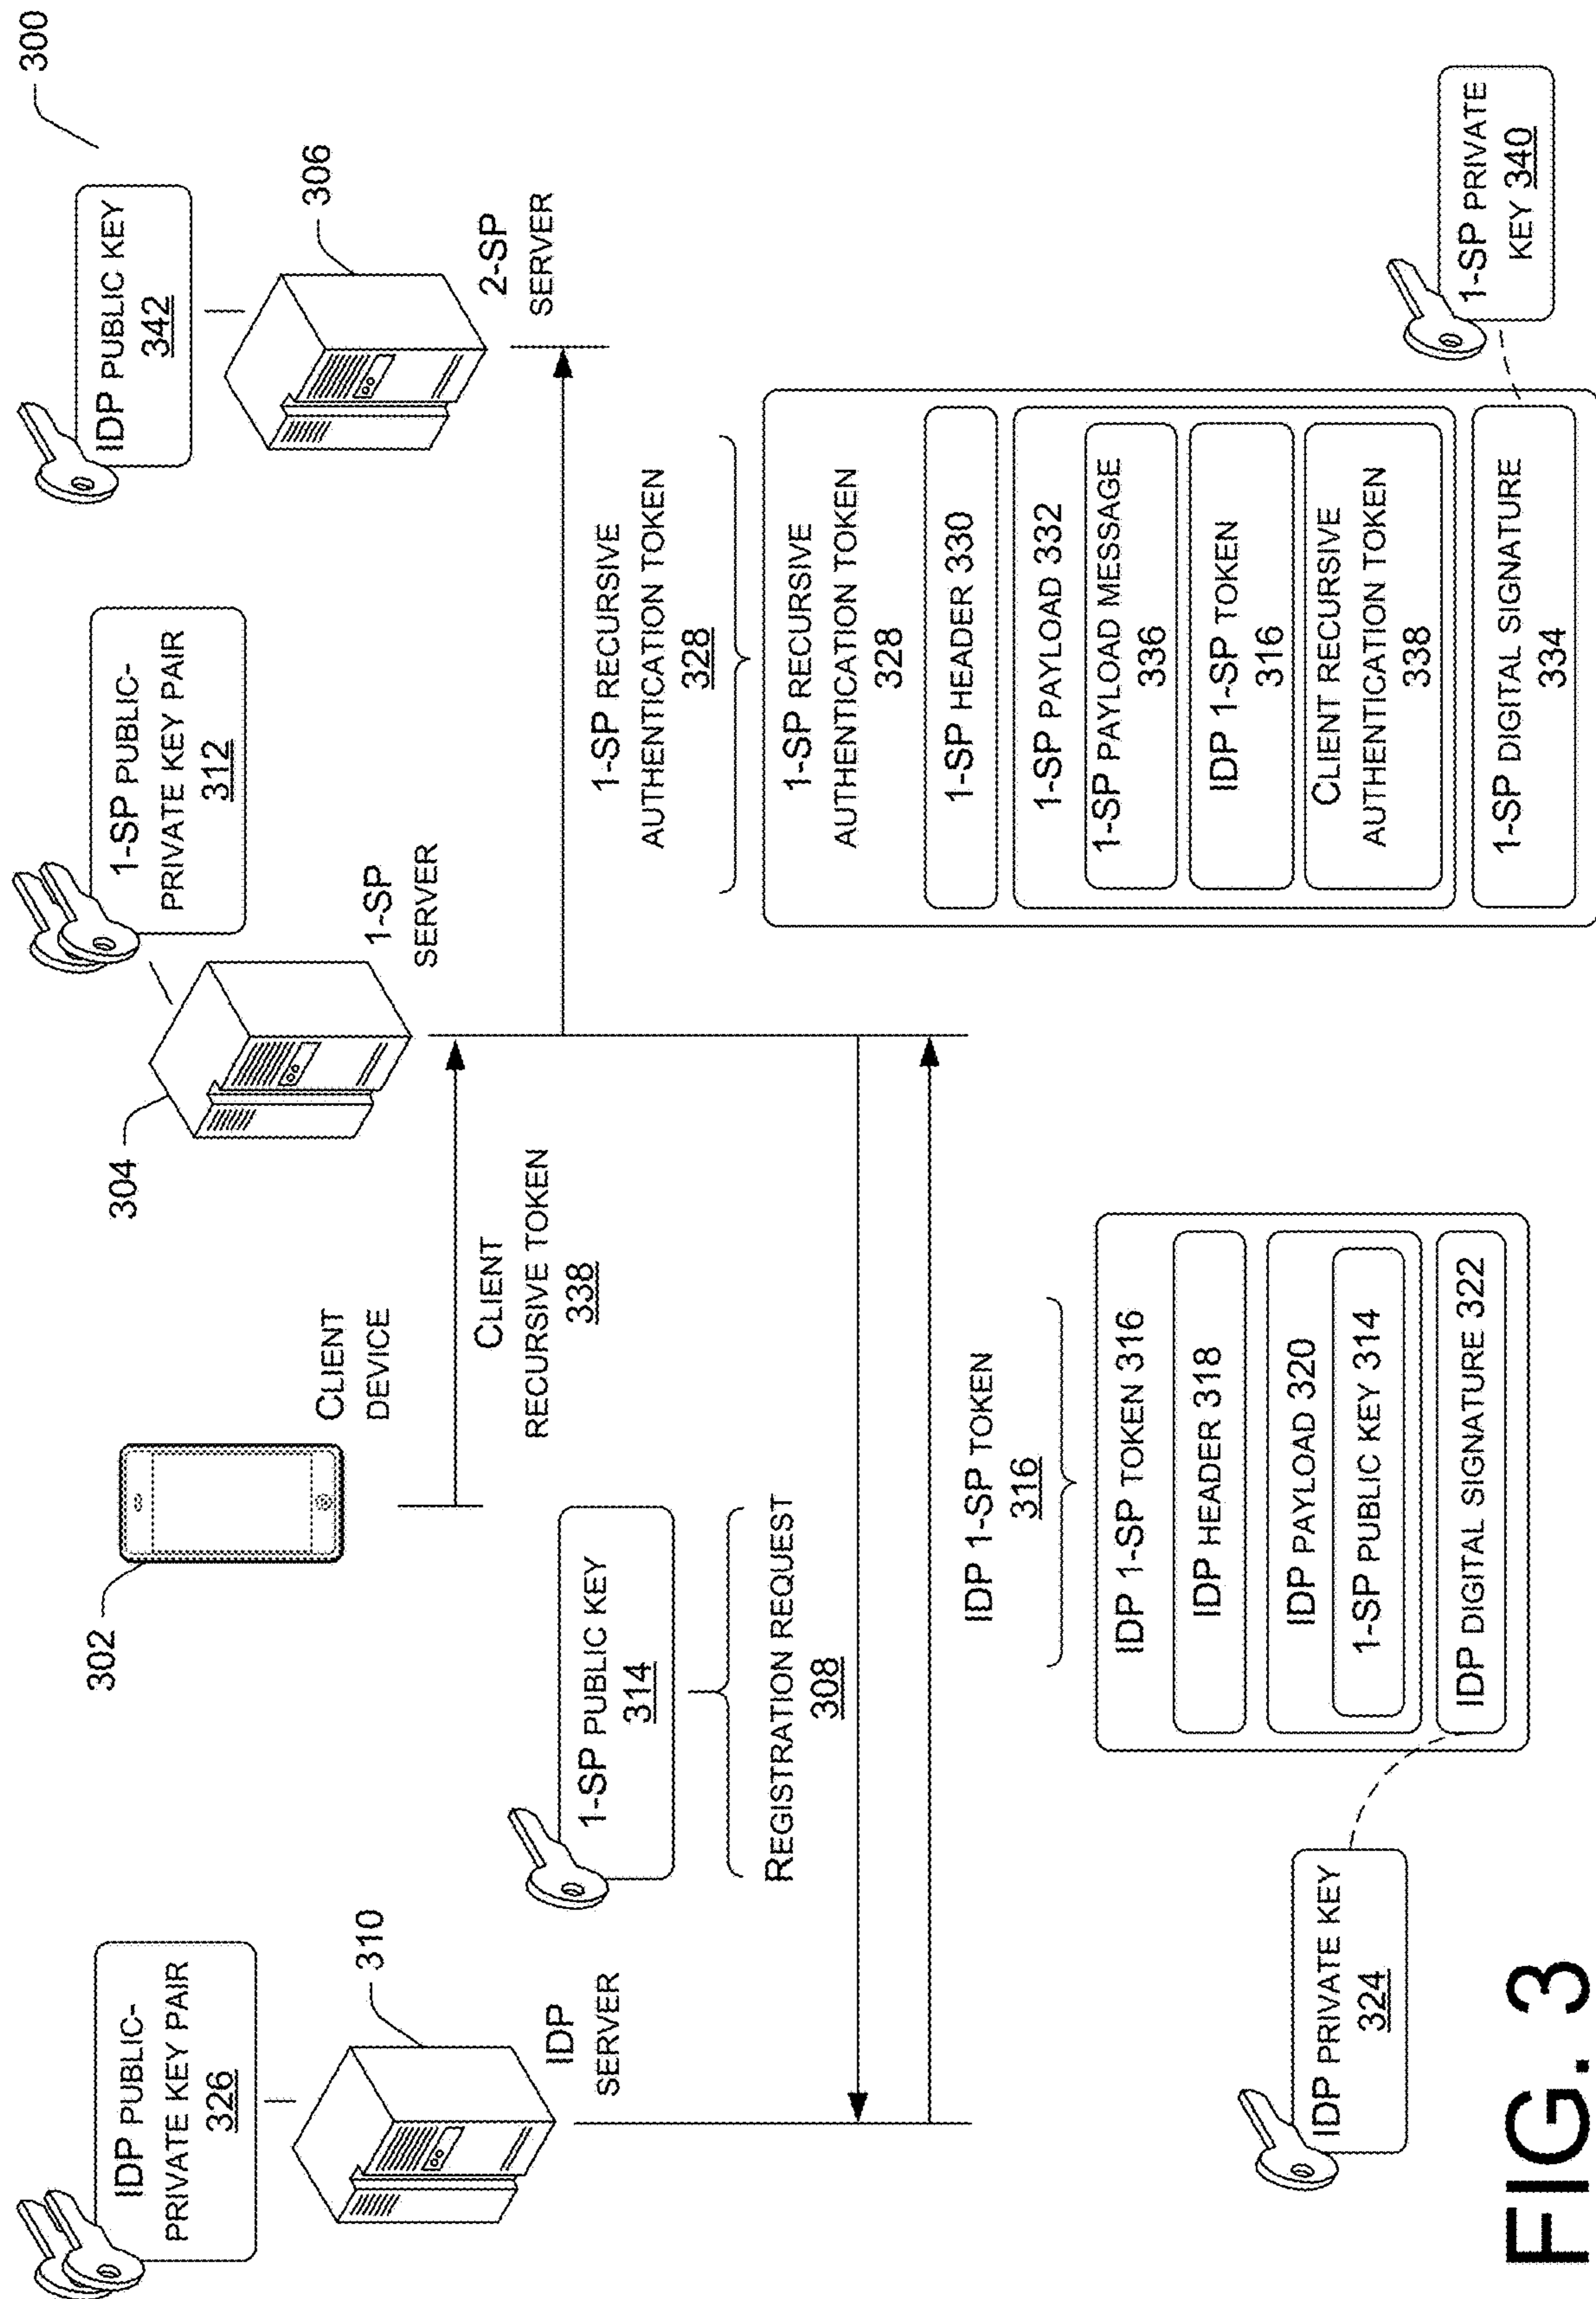 300
IDP PUBLIC-
PRIVATE KEY PAIR
326
310
IDP
SERVER
302
CLIENT
DEVICE
304
1-SP PUBLIC-
PRIVATE KEY PAIR
312
1-SP
SERVER
IDP PUBLIC KEY
342
306
2-SP
SERVER
CLIENT
RECURSIVE TOKEN
338
1-SP PUBLIC KEY
314
REGISTRATION REQUEST
308
1-SP RECURSIVE
AUTHENTICATION TOKEN
328
IDP 1-SP TOKEN
316
IDP 1-SP TOKEN 316
IDP HEADER 318
IDP PAYLOAD 320
1-SP PUBLIC KEY 314
IDP DIGITAL SIGNATURE 322
IDP PRIVATE KEY
324
1-SP RECURSIVE
AUTHENTICATION TOKEN
328
1-SP HEADER 330
1-SP PAYLOAD 332
1-SP PAYLOAD MESSAGE
336
IDP 1-SP TOKEN
316
CLIENT RECURSIVE
AUTHENTICATION TOKEN
338
1-SP DIGITAL SIGNATURE
334
1-SP PRIVATE
KEY 340
FIG. 3